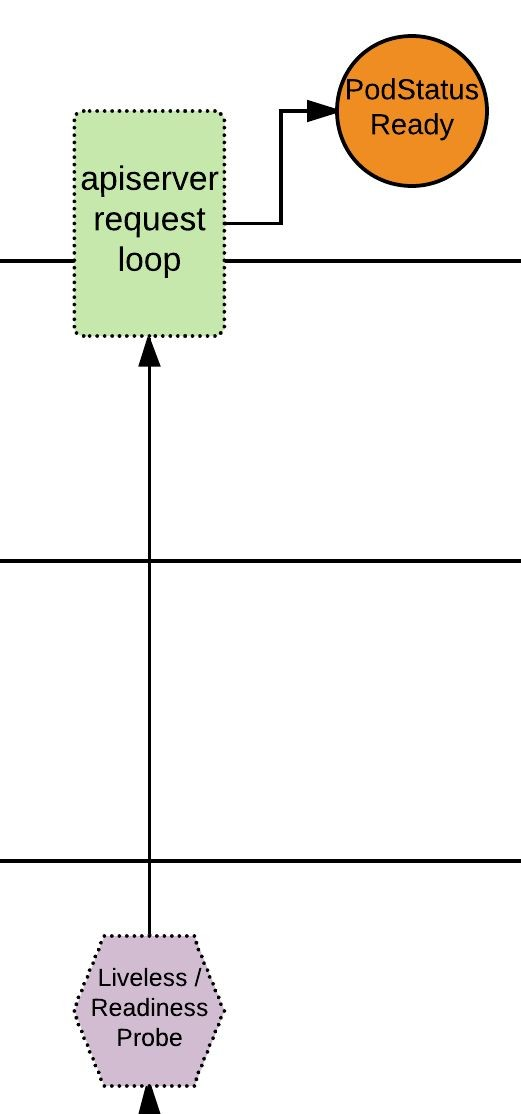 PodStatus
Ready
apiserver
request
loop
Liveless /
Readiness
Probe